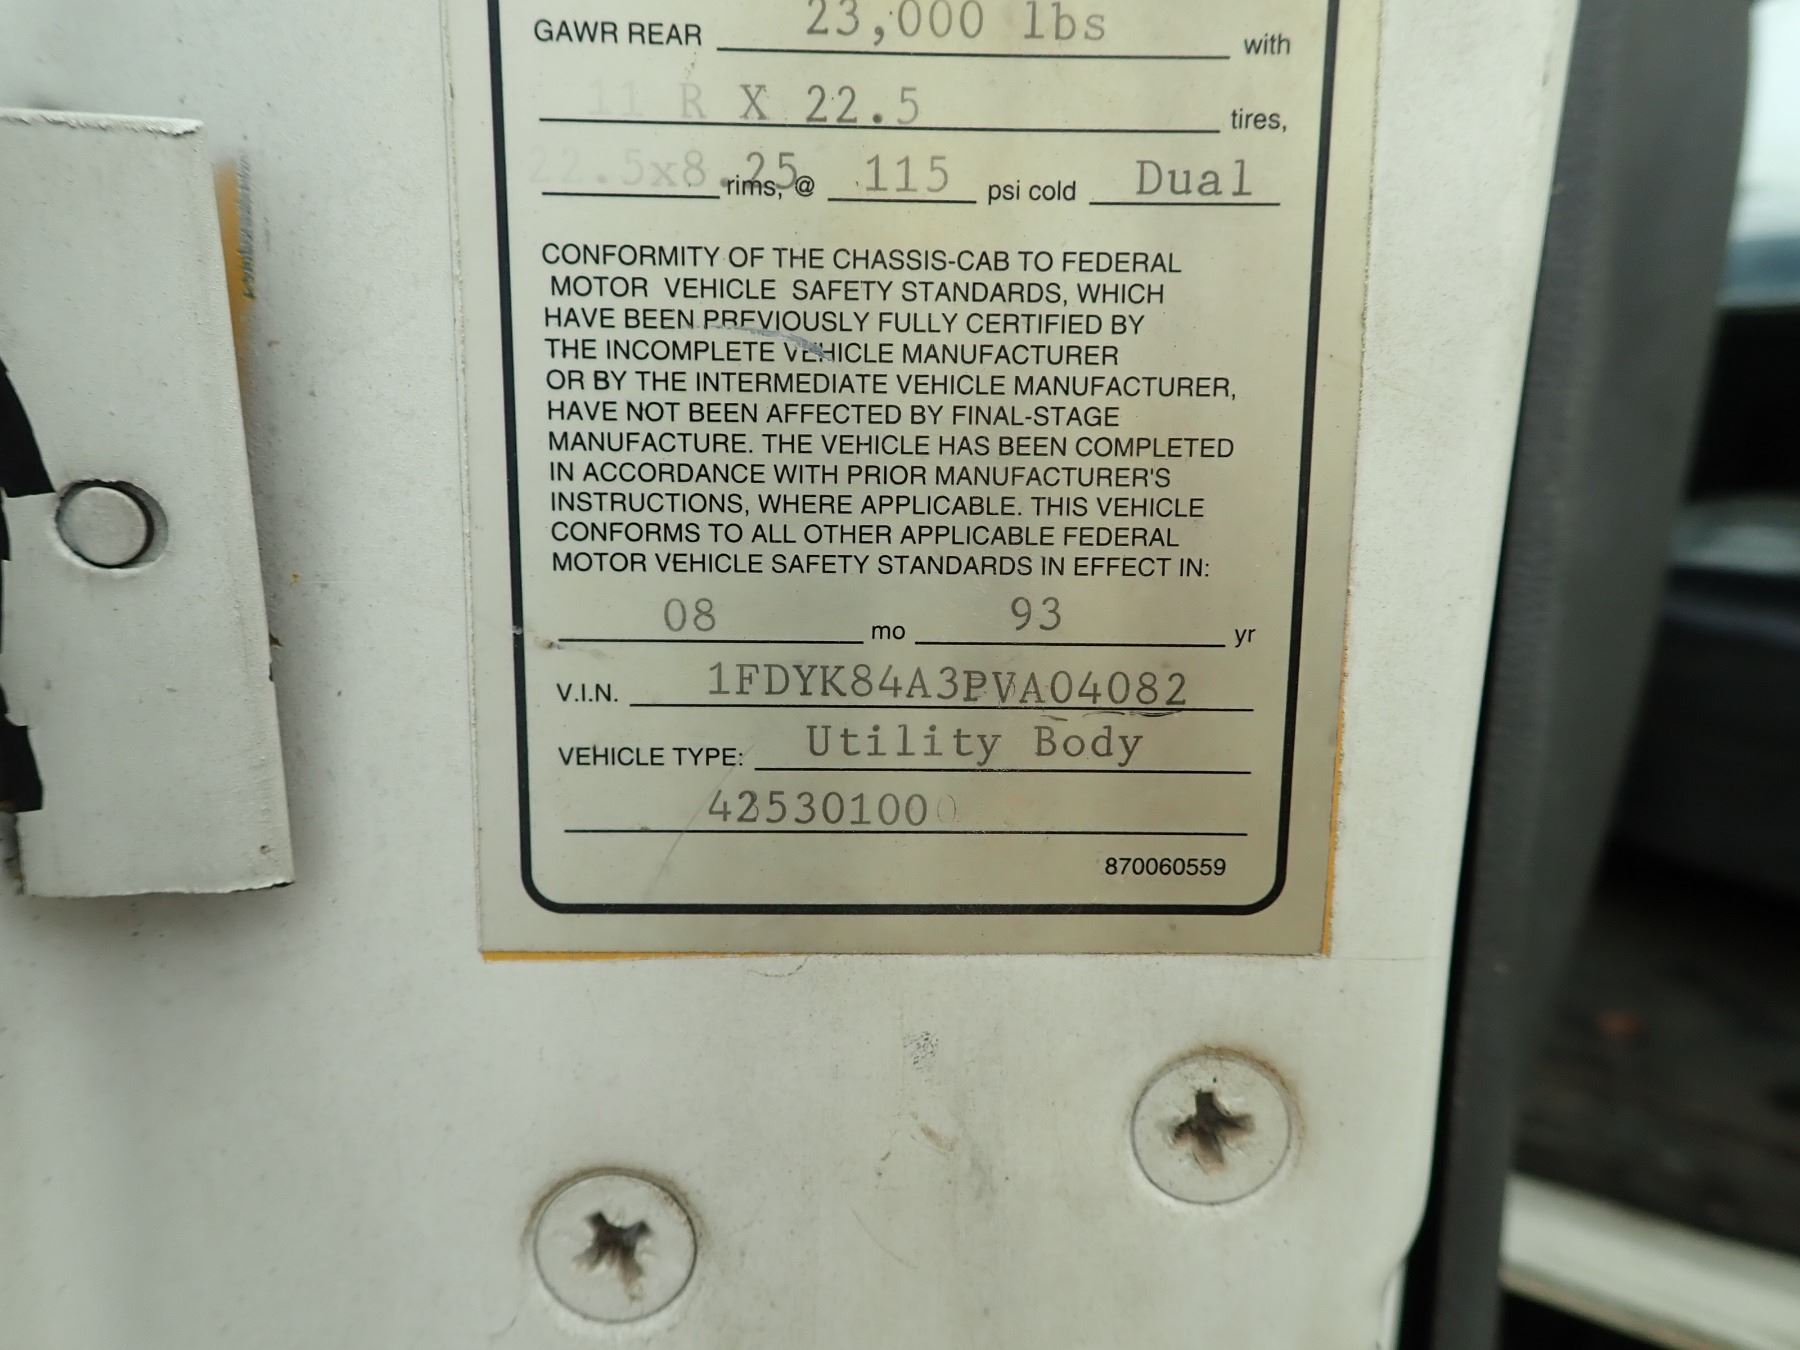 GAWR REAR 23,000 lbs with
11 R X 22.5 tires,
22.5x8.25 rims, @ 115 psi cold Dual
CONFORMITY OF THE CHASSIS-CAB TO FEDERAL
MOTOR VEHICLE SAFETY STANDARDS, WHICH
HAVE BEEN PREVIOUSLY FULLY CERTIFIED BY
THE INCOMPLETE VEHICLE MANUFACTURER
OR BY THE INTERMEDIATE VEHICLE MANUFACTURER,
HAVE NOT BEEN AFFECTED BY FINAL-STAGE
MANUFACTURE. THE VEHICLE HAS BEEN COMPLETED
IN ACCORDANCE WITH PRIOR MANUFACTURER'S
INSTRUCTIONS, WHERE APPLICABLE. THIS VEHICLE
CONFORMS TO ALL OTHER APPLICABLE FEDERAL
MOTOR VEHICLE SAFETY STANDARDS IN EFFECT IN:
08 mo 93 yr
V.I.N. 1FDYK84A3PVA04082
VEHICLE TYPE: Utility Body
870060559